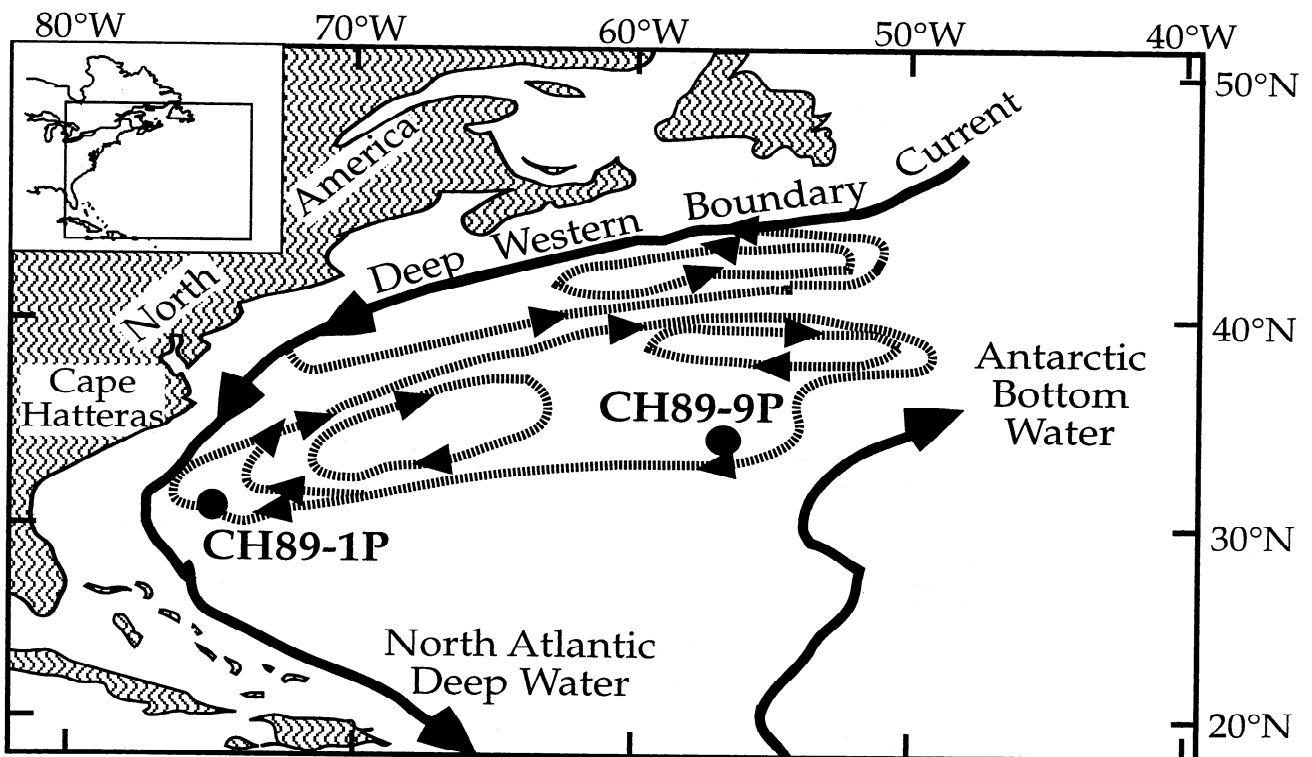 80°W 70°W 60°W 50°W 40°W
50°N
40°N
30°N
20°N
North America
Deep Western Boundary Current
Cape
Hatteras
CH89-9P
Antarctic
Bottom
Water
CH89-1P
North Atlantic
Deep Water